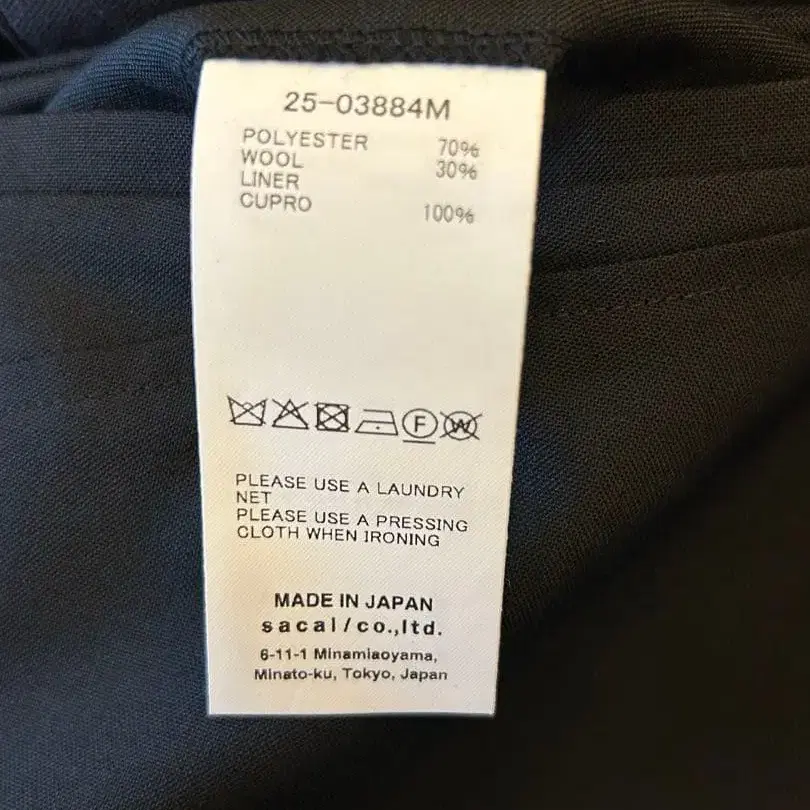 25-03884M
POLYESTER 70%
WOOL 30%
LINER
CUPRO 100%
F W
PLEASE USE A LAUNDRY
NET
PLEASE USE A PRESSING
CLOTH WHEN IRONING
MADE IN JAPAN
sacai/co.,ltd.
6-11-1 Minamiaoyama,
Minato-ku, Tokyo, Japan